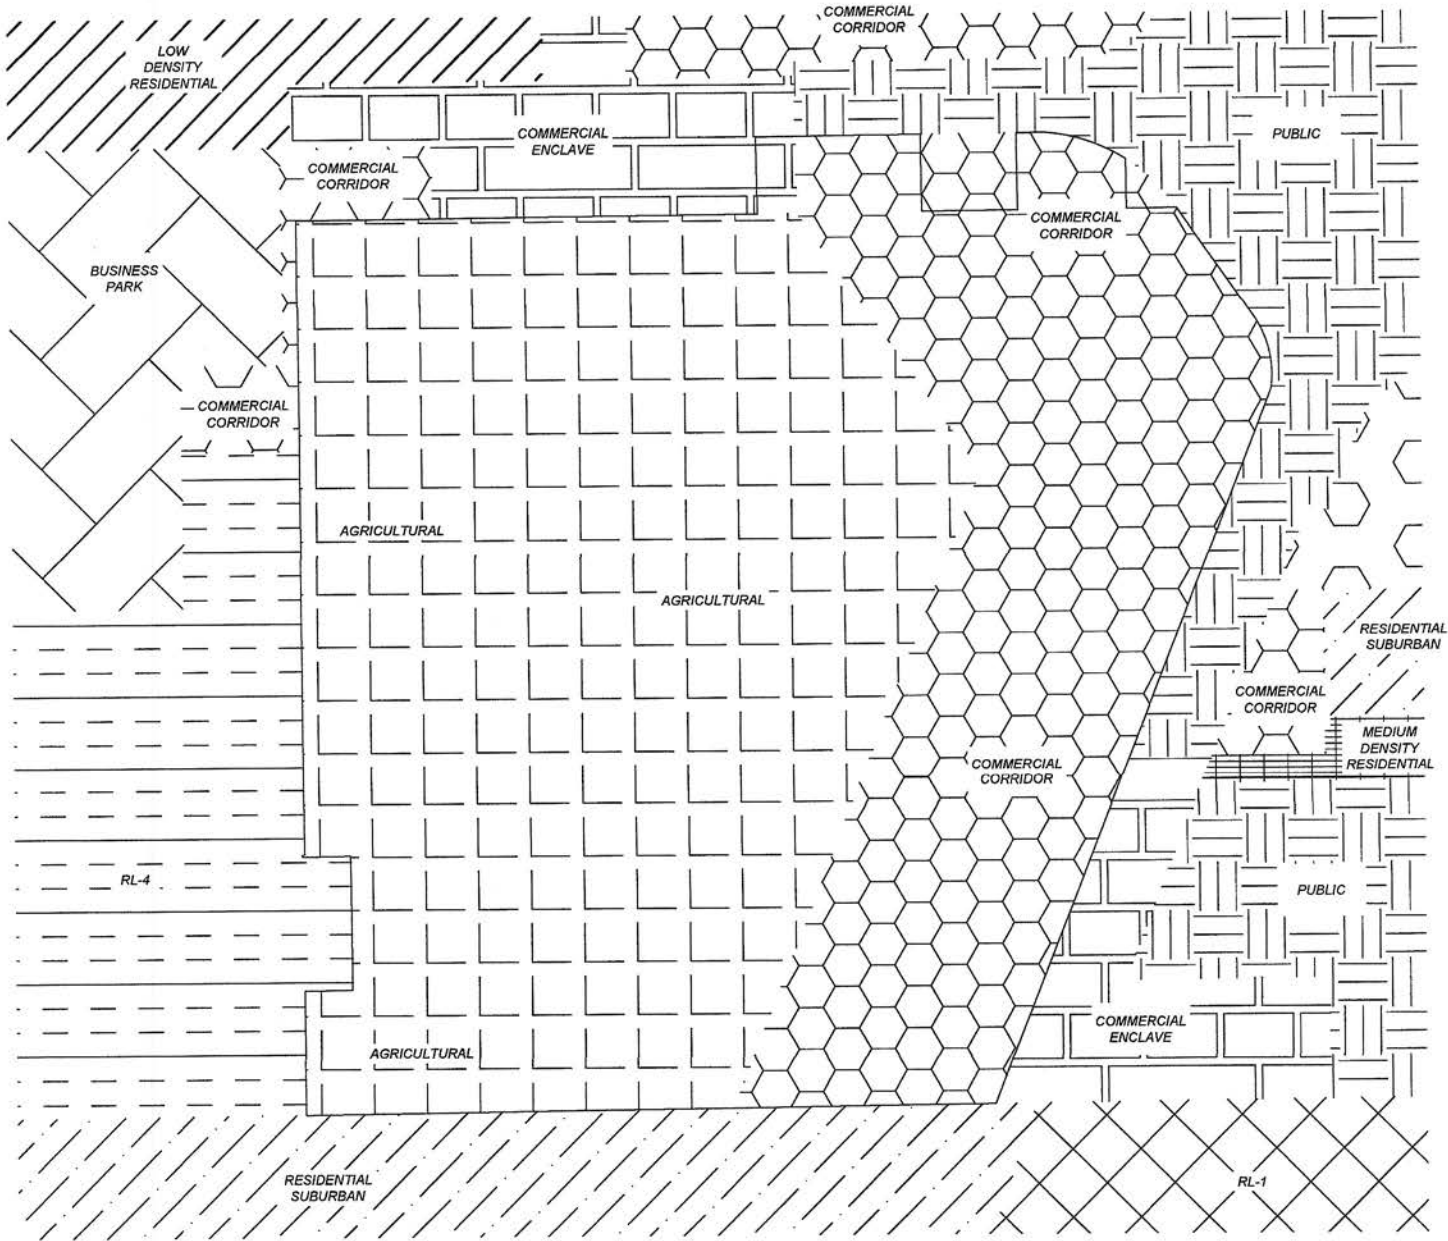 COMMERCIAL
CORRIDOR
LOW
DENSITY
RESIDENTIAL
COMMERCIAL
ENCLAVE
PUBLIC
COMMERCIAL
CORRIDOR
COMMERCIAL
CORRIDOR
BUSINESS
PARK
COMMERCIAL
CORRIDOR
AGRICULTURAL
AGRICULTURAL
RESIDENTIAL
SUBURBAN
COMMERCIAL
CORRIDOR
MEDIUM
DENSITY
RESIDENTIAL
COMMERCIAL
CORRIDOR
RL-4
PUBLIC
COMMERCIAL
ENCLAVE
AGRICULTURAL
RESIDENTIAL
SUBURBAN
RL-1